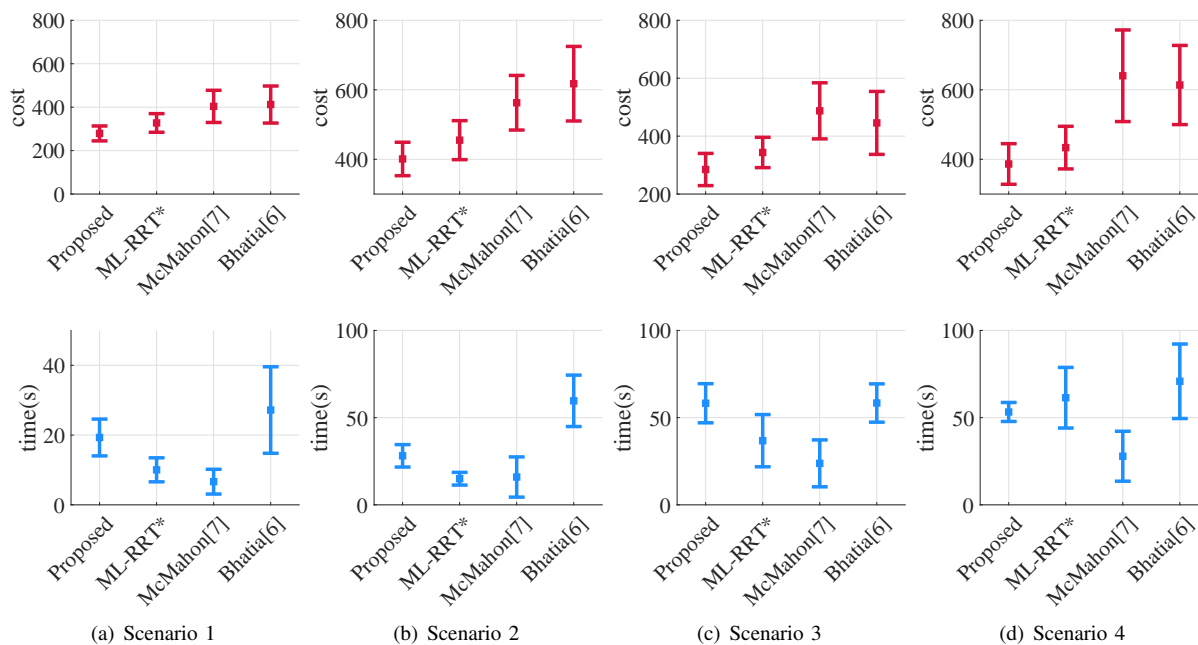 800
600
400
200
0
cost
Proposed
ML-RRT*
McMahon[7]
Bhatia[6]
800
600
400
cost
Proposed
ML-RRT*
McMahon[7]
Bhatia[6]
800
600
400
200
cost
Proposed
ML-RRT*
McMahon[7]
Bhatia[6]
800
600
400
cost
Proposed
ML-RRT*
McMahon[7]
Bhatia[6]
40
20
0
time(s)
Proposed
ML-RRT*
McMahon[7]
Bhatia[6]
100
50
0
time(s)
Proposed
ML-RRT*
McMahon[7]
Bhatia[6]
100
50
0
time(s)
Proposed
ML-RRT*
McMahon[7]
Bhatia[6]
100
50
0
time(s)
Proposed
ML-RRT*
McMahon[7]
Bhatia[6]
(a) Scenario 1
(b) Scenario 2
(c) Scenario 3
(d) Scenario 4